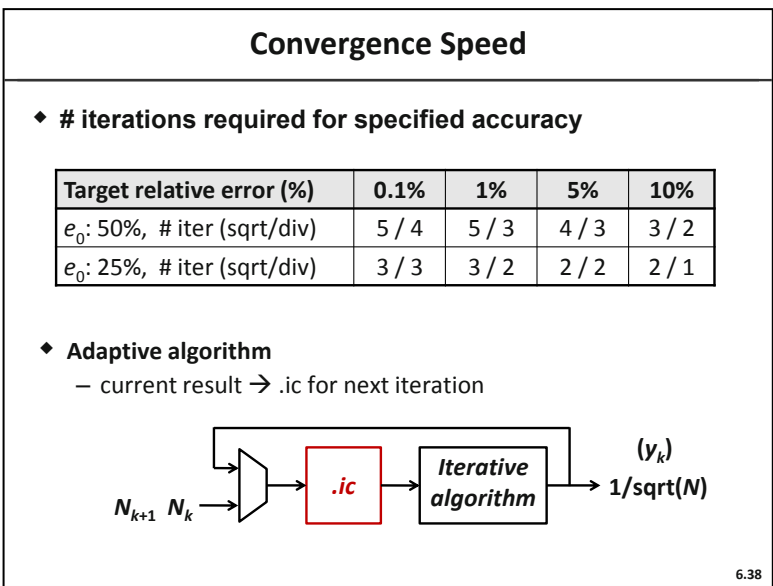 Convergence Speed
◆ # iterations required for specified accuracy
Target relative error (%) 0.1% 1% 5% 10%
e0: 50%, # iter (sqrt/div) 5 / 4 5 / 3 4 / 3 3 / 2
e0: 25%, # iter (sqrt/div) 3 / 3 3 / 2 2 / 2 2 / 1
◆ Adaptive algorithm
– current result → .ic for next iteration
Nk+1 Nk
.ic
Iterative
algorithm
(yk)
1/sqrt(N)
6.38